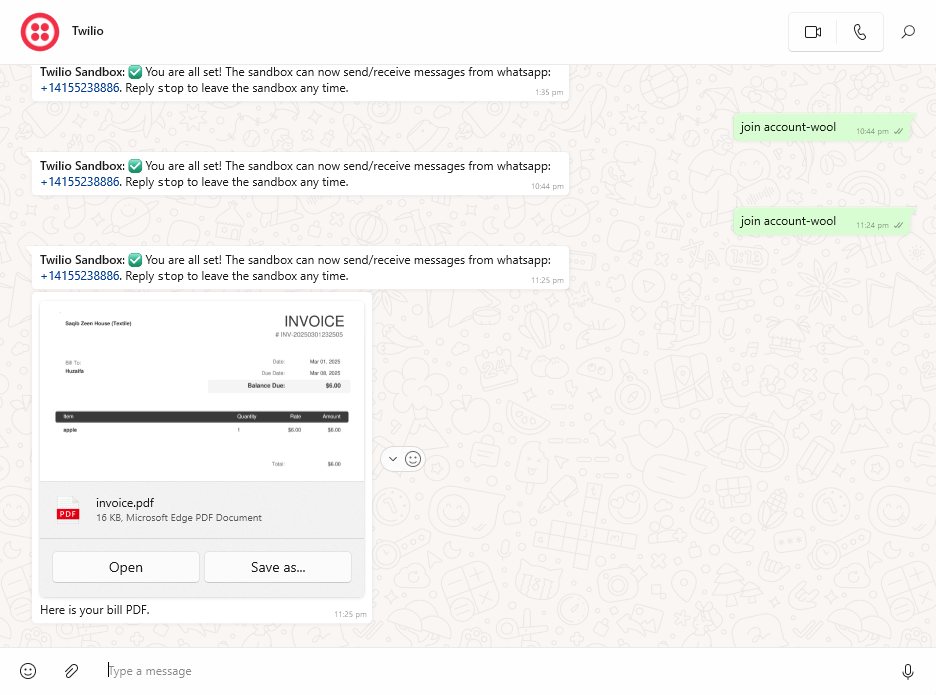 Twilio
Twilio Sandbox: ✅ You are all set! The sandbox can now send/receive messages from whatsapp:
+14155238886. Reply stop to leave the sandbox any time.
1:35 pm
join account-wool
10:44 pm
Twilio Sandbox: ✅ You are all set! The sandbox can now send/receive messages from whatsapp:
+14155238886. Reply stop to leave the sandbox any time.
10:44 pm
join account-wool
11:24 pm
Twilio Sandbox: ✅ You are all set! The sandbox can now send/receive messages from whatsapp:
+14155238886. Reply stop to leave the sandbox any time.
11:25 pm
Saqib Zeen House (Textile)
INVOICE
# INV-20250301232505
Bill To:
Huzaifa
Date: Mar 01, 2025
Due Date: Mar 08, 2025
Balance Due: $6.00
Item Quantity Rate Amount
apple 1 $6.00 $6.00
Total: $6.00
PDF
invoice.pdf
16 KB, Microsoft Edge PDF Document
Open
Save as...
Here is your bill PDF.
11:25 pm
Type a message